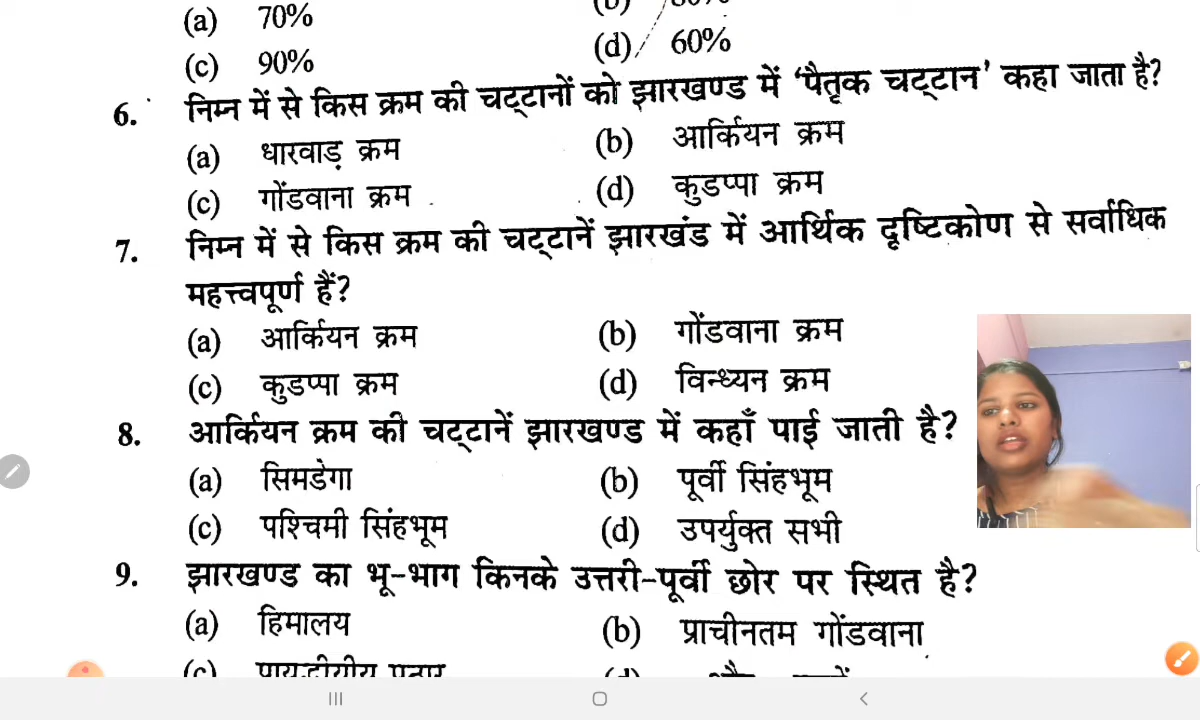 (a) 70%
(c) 90%
(d) 60%
6. निम्न में से किस क्रम की चट्टानों को झारखण्ड में 'पैतृक चट्टान' कहा जाता है?
(a) धारवाड़ क्रम (b) आर्कियन क्रम
(c) गोंडवाना क्रम (d) कुडप्पा क्रम
7. निम्न में से किस क्रम की चट्टानें झारखंड में आर्थिक दृष्टिकोण से सर्वाधिक
महत्त्वपूर्ण हैं?
(a) आर्कियन क्रम (b) गोंडवाना क्रम
(c) कुडप्पा क्रम (d) विन्ध्यन क्रम
8. आर्कियन क्रम की चट्टानें झारखण्ड में कहाँ पाई जाती है?
(a) सिमडेगा (b) पूर्वी सिंहभूम
(c) पश्चिमी सिंहभूम (d) उपर्युक्त सभी
9. झारखण्ड का भू-भाग किनके उत्तरी-पूर्वी छोर पर स्थित है?
(a) हिमालय (b) प्राचीनतम गोंडवाना